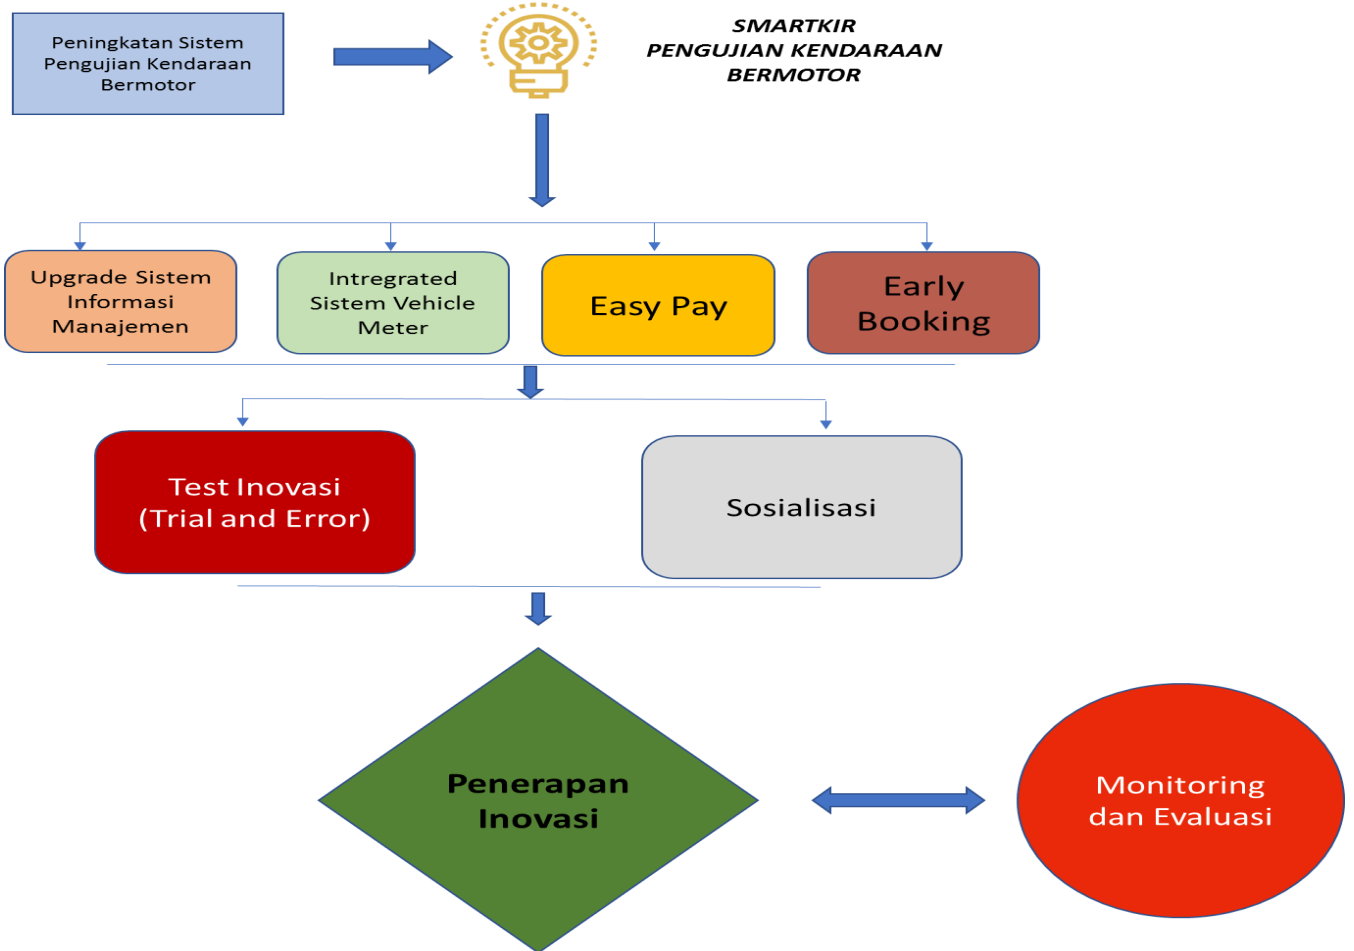 Peningkatan Sistem
Pengujian Kendaraan
Bermotor
SMARTKIR
PENGUJIAN KENDARAAN
BERMOTOR
Upgrade Sistem
Informasi
Manajemen
Intregrated
Sistem Vehicle
Meter
Easy Pay
Early
Booking
Test Inovasi
(Trial and Error)
Sosialisasi
Penerapan
Inovasi
Monitoring
dan Evaluasi